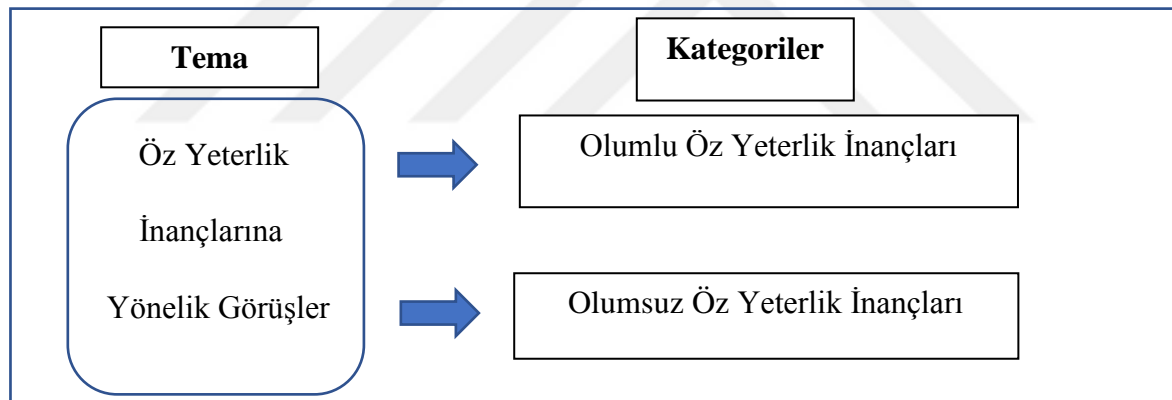 Tema
Kategoriler
Öz Yeterlik
İnançlarına
Yönelik Görüşler
Olumlu Öz Yeterlik İnançları
Olumsuz Öz Yeterlik İnançları